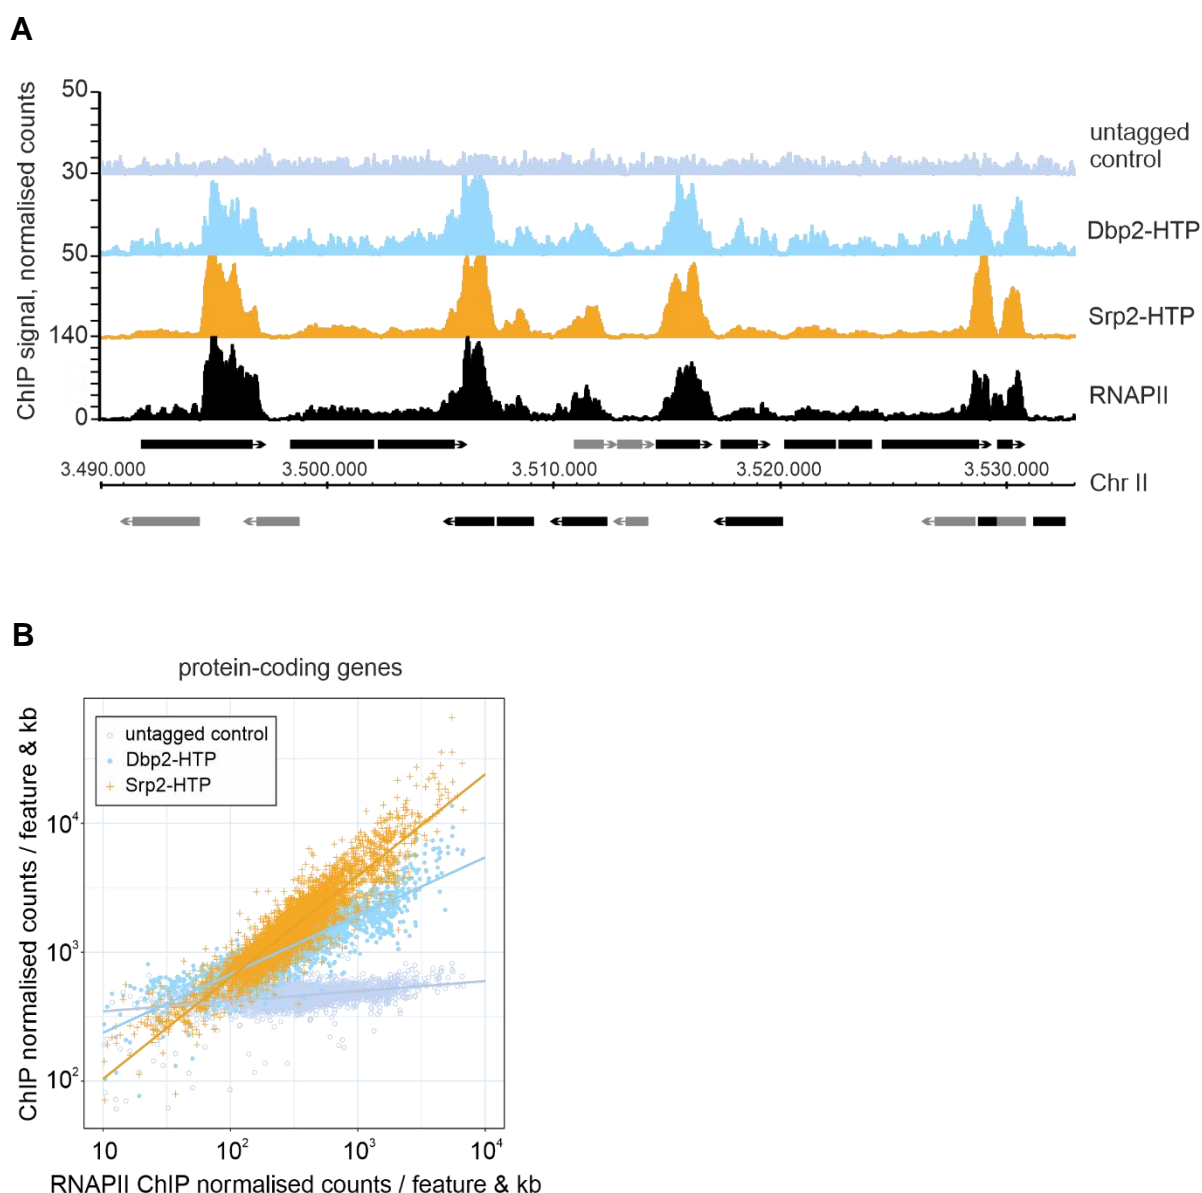 A
ChIP signal, normalised counts
50
30
50
140
0
untagged
control
Dbp2-HTP
Srp2-HTP
RNAPII
3.490.000 3.500.000 3.510.000 3.520.000 3.530.000
Chr II
B
protein-coding genes
untagged control
Dbp2-HTP
Srp2-HTP
ChIP normalised counts / feature & kb
10⁴
10³
10²
10 10² 10³ 10⁴
RNAPII ChIP normalised counts / feature & kb